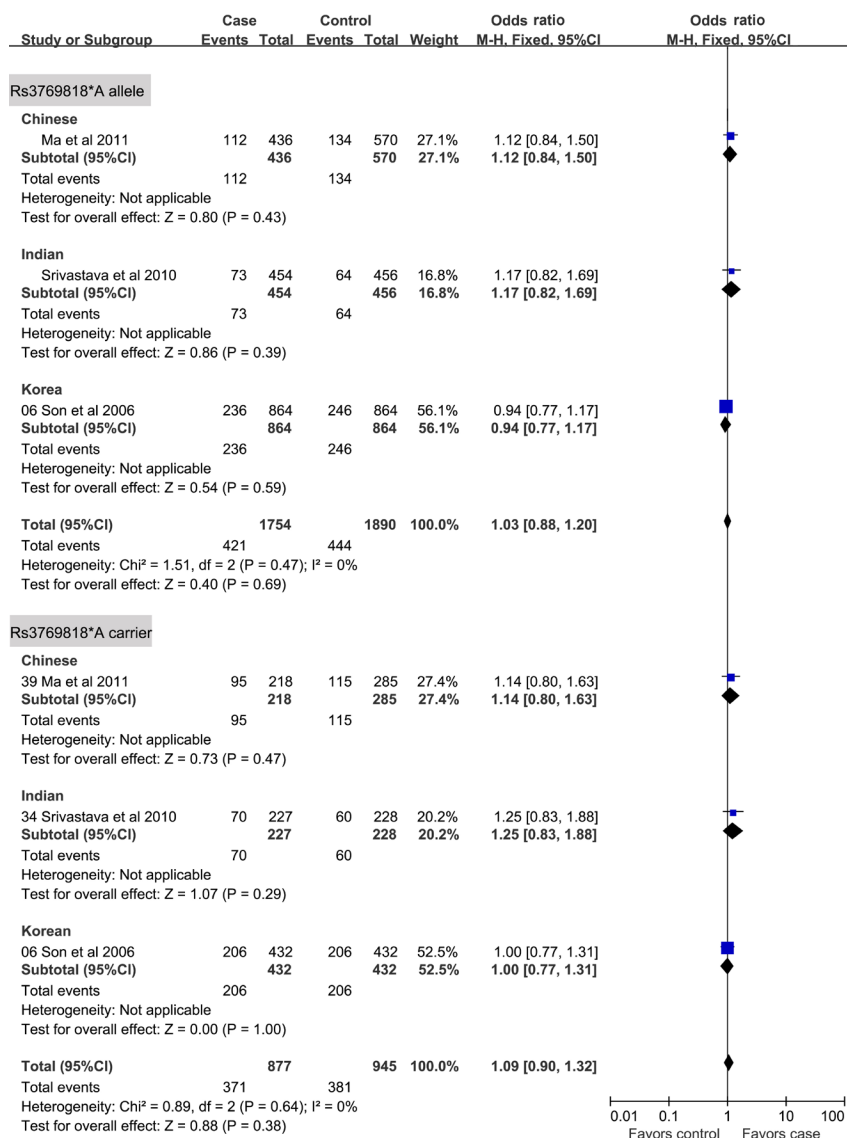 Case Control Odds ratio Odds ratio
Study or Subgroup Events Total Events Total Weight M-H, Fixed, 95%CI M-H, Fixed, 95%CI
Rs3769818*A allele
Chinese
Ma et al 2011 112 436 134 570 27.1% 1.12 [0.84, 1.50]
Subtotal (95%CI) 436 570 27.1% 1.12 [0.84, 1.50]
Total events 112 134
Heterogeneity: Not applicable
Test for overall effect: Z = 0.80 (P = 0.43)
Indian
Srivastava et al 2010 73 454 64 456 16.8% 1.17 [0.82, 1.69]
Subtotal (95%CI) 454 456 16.8% 1.17 [0.82, 1.69]
Total events 73 64
Heterogeneity: Not applicable
Test for overall effect: Z = 0.86 (P = 0.39)
Korea
06 Son et al 2006 236 864 246 864 56.1% 0.94 [0.77, 1.17]
Subtotal (95%CI) 864 864 56.1% 0.94 [0.77, 1.17]
Total events 236 246
Heterogeneity: Not applicable
Test for overall effect: Z = 0.54 (P = 0.59)
Total (95%CI) 1754 1890 100.0% 1.03 [0.88, 1.20]
Total events 421 444
Heterogeneity: Chi² = 1.51, df = 2 (P = 0.47); I² = 0%
Test for overall effect: Z = 0.40 (P = 0.69)
Rs3769818*A carrier
Chinese
39 Ma et al 2011 95 218 115 285 27.4% 1.14 [0.80, 1.63]
Subtotal (95%CI) 218 285 27.4% 1.14 [0.80, 1.63]
Total events 95 115
Heterogeneity: Not applicable
Test for overall effect: Z = 0.73 (P = 0.47)
Indian
34 Srivastava et al 2010 70 227 60 228 20.2% 1.25 [0.83, 1.88]
Subtotal (95%CI) 227 228 20.2% 1.25 [0.83, 1.88]
Total events 70 60
Heterogeneity: Not applicable
Test for overall effect: Z = 1.07 (P = 0.29)
Korean
06 Son et al 2006 206 432 206 432 52.5% 1.00 [0.77, 1.31]
Subtotal (95%CI) 432 432 52.5% 1.00 [0.77, 1.31]
Total events 206 206
Heterogeneity: Not applicable
Test for overall effect: Z = 0.00 (P = 1.00)
Total (95%CI) 877 945 100.0% 1.09 [0.90, 1.32]
Total events 371 381
Heterogeneity: Chi² = 0.89, df = 2 (P = 0.64); I² = 0%
Test for overall effect: Z = 0.88 (P = 0.38)
0.01 0.1 1 10 100
Favors control Favors case